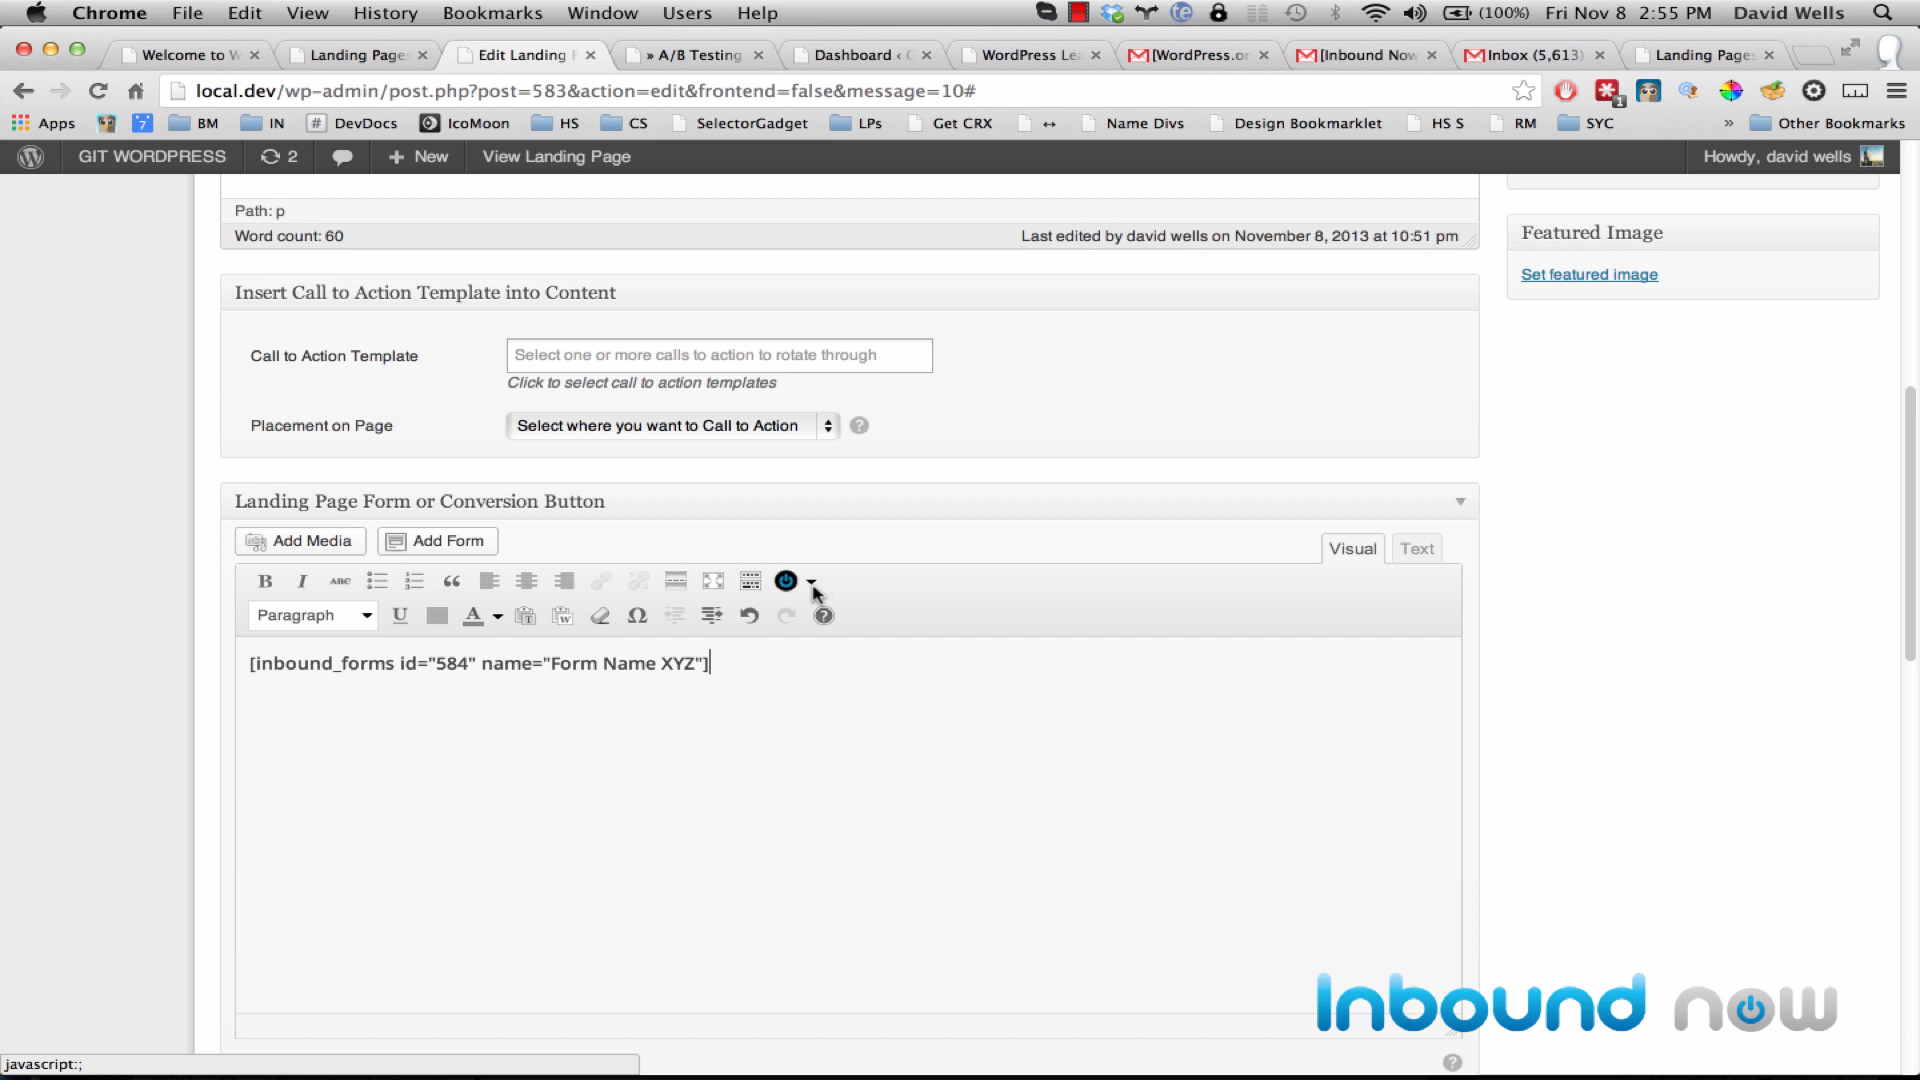 Chrome File Edit View History Bookmarks Window Users Help (100%) Fri Nov 8 2:55 PM David Wells
Welcome to W Landing Page Edit Landing P » A/B Testing Dashboard ‹ WordPress Lea [WordPress.or [Inbound Now Inbox (5,613) Landing Pages
local.dev/wp-admin/post.php?post=583&action=edit&frontend=false&message=10#
1
Apps 7 BM IN # DevDocs IcoMoon HS CS SelectorGadget LPs Get CRX ↔ Name Divs Design Bookmarklet HS S RM SYC » Other Bookmarks
GIT WORDPRESS 2 + New View Landing Page Howdy, david wells
Path: p
Word count: 60 Last edited by david wells on November 8, 2013 at 10:51 pm
Featured Image
Set featured image
Insert Call to Action Template into Content
Call to Action Template Select one or more calls to action to rotate through
Click to select call to action templates
Placement on Page Select where you want to Call to Action ?
Landing Page Form or Conversion Button
Add Media Add Form Visual Text
B I ABC
Paragraph U A T W Ω ?
[inbound_forms id="584" name="Form Name XYZ"]
Inbound now
javascript:; ?